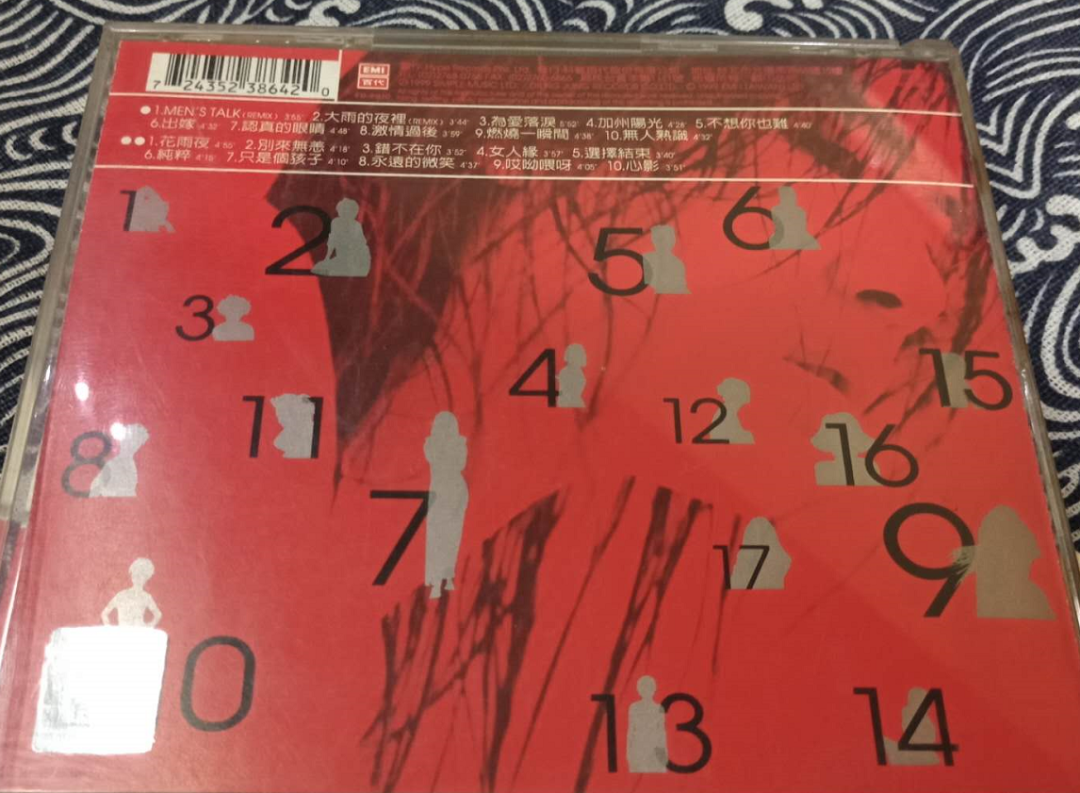 7 24352 38642 0
EMI
百代
● 1.MEN'S TALK (REMIX) 3'55" 2.大雨的夜裡 (REMIX) 3'44" 3.為愛落淚 5'02" 4.加州陽光 4'28" 5.不想你也難 4'40"
6.出嫁 4'32" 7.認真的眼睛 4'48" 8.激情過後 3'59" 9.燃燒一瞬間 4'38" 10.無人熟識 4'32"
●● 1.花雨夜 4'50" 2.別來無恙 4'18" 3.錯不在你 3'52" 4.女人緣 3'57" 5.選擇結束 3'40"
6.純粹 4'15" 7.只是個孩子 4'10" 8.永遠的微笑 4'37" 9.哎呦喂呀 4'05" 10.心影 3'51"
1
2
6
5
3
4
15
11
12
8
16
7
9
17
0
13
14